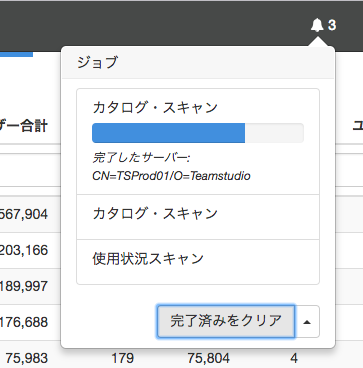 3
ジョブ
カタログ・スキャン
完了したサーバー:
CN=TSProd01/O=Teamstudio
カタログ・スキャン
使用状況スキャン
完了済みをクリア
ザー合計
ユ
567,904
203,166
189,997
176,688
75,983 179 75,804 4